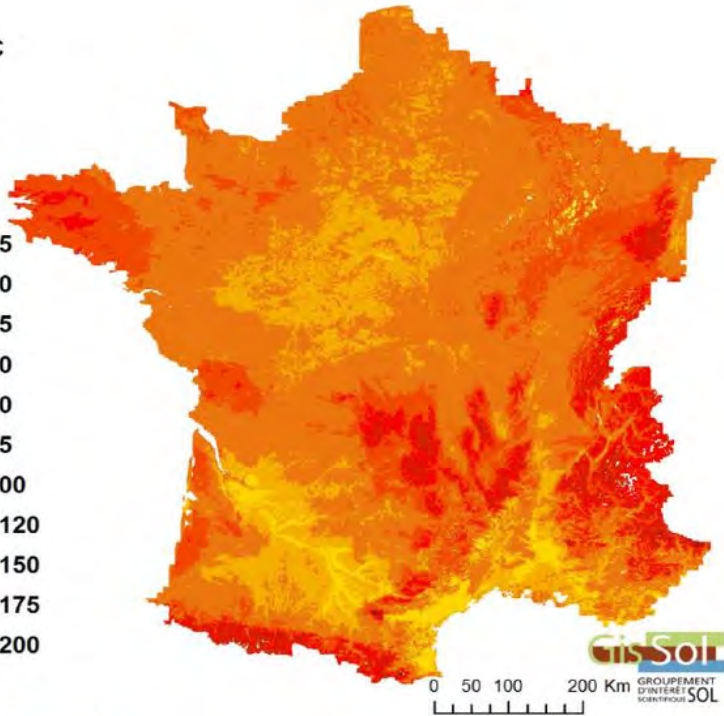 C
5
0
5
0
0
5
00
120
150
175
200
Gis Sol
0 50 100 200 Km
GROUPEMENT
D'INTÉRÊT
SCIENTIFIQUE SOL